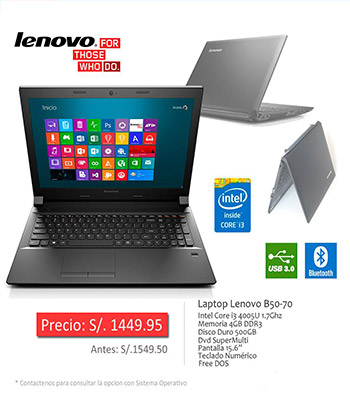 lenovo. FOR
THOSE
WHO DO.
Inicio
lenovo
intel
inside
CORE i3
USB 3.0
Bluetooth
Laptop Lenovo B50-70
Intel Core i3 4005U 1.7Ghz
Memoria 4GB DDR3
Disco Duro 500GB
Dvd SuperMulti
Pantalla 15.6"
Teclado Numérico
Free DOS
Precio: S/. 1449.95
Antes: S/.1549.50
* Contactenos para consultar la opcion con Sistema Operativo